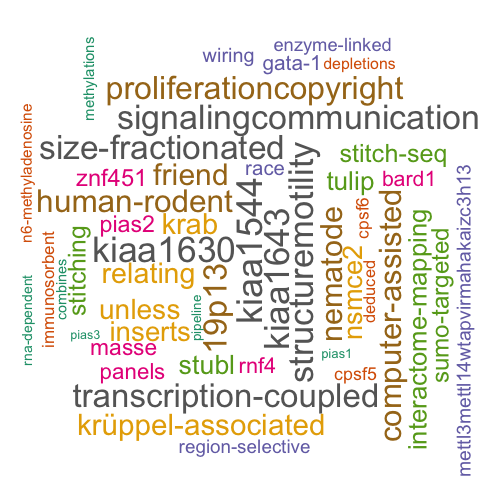 enzyme-linked
wiring
gata-1
depletions
methylations
proliferationcopyright
signalingcommunication
size-fractionated
stitch-seq
race
znf451
friend
tulip
bard1
n6-methyladenosine
human-rodent
pias2
krab
cpsf6
kiaa1630
kiaa1544
kiaa1643
structuremotility
nematode
nsmce2
computer-assisted
interactome-mapping
sumo-targeted
mettl3mettl14wtapvirmahakaizc3h13
immunosorbent
stitching
relating
19p13
deduced
rna-dependent
combines
unless
inserts
pipeline
pias3
masse
pias1
panels
stubl
rnf4
cpsf5
transcription-coupled
krüppel-associated
region-selective